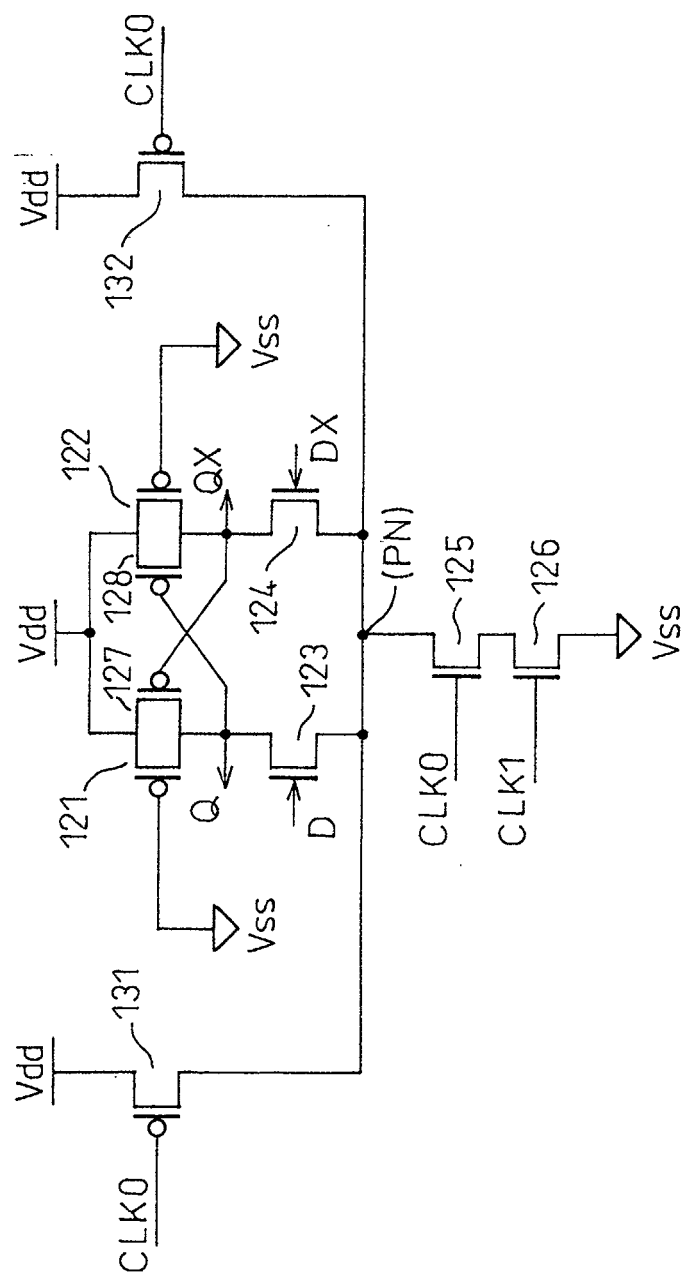 Vdd
Vdd
Vdd
121
122
131
127
128
132
CLK0
CLK0
Q
QX
Vss
124
Vss
D
123
DX
(PN)
CLK0
125
CLK1
126
Vss